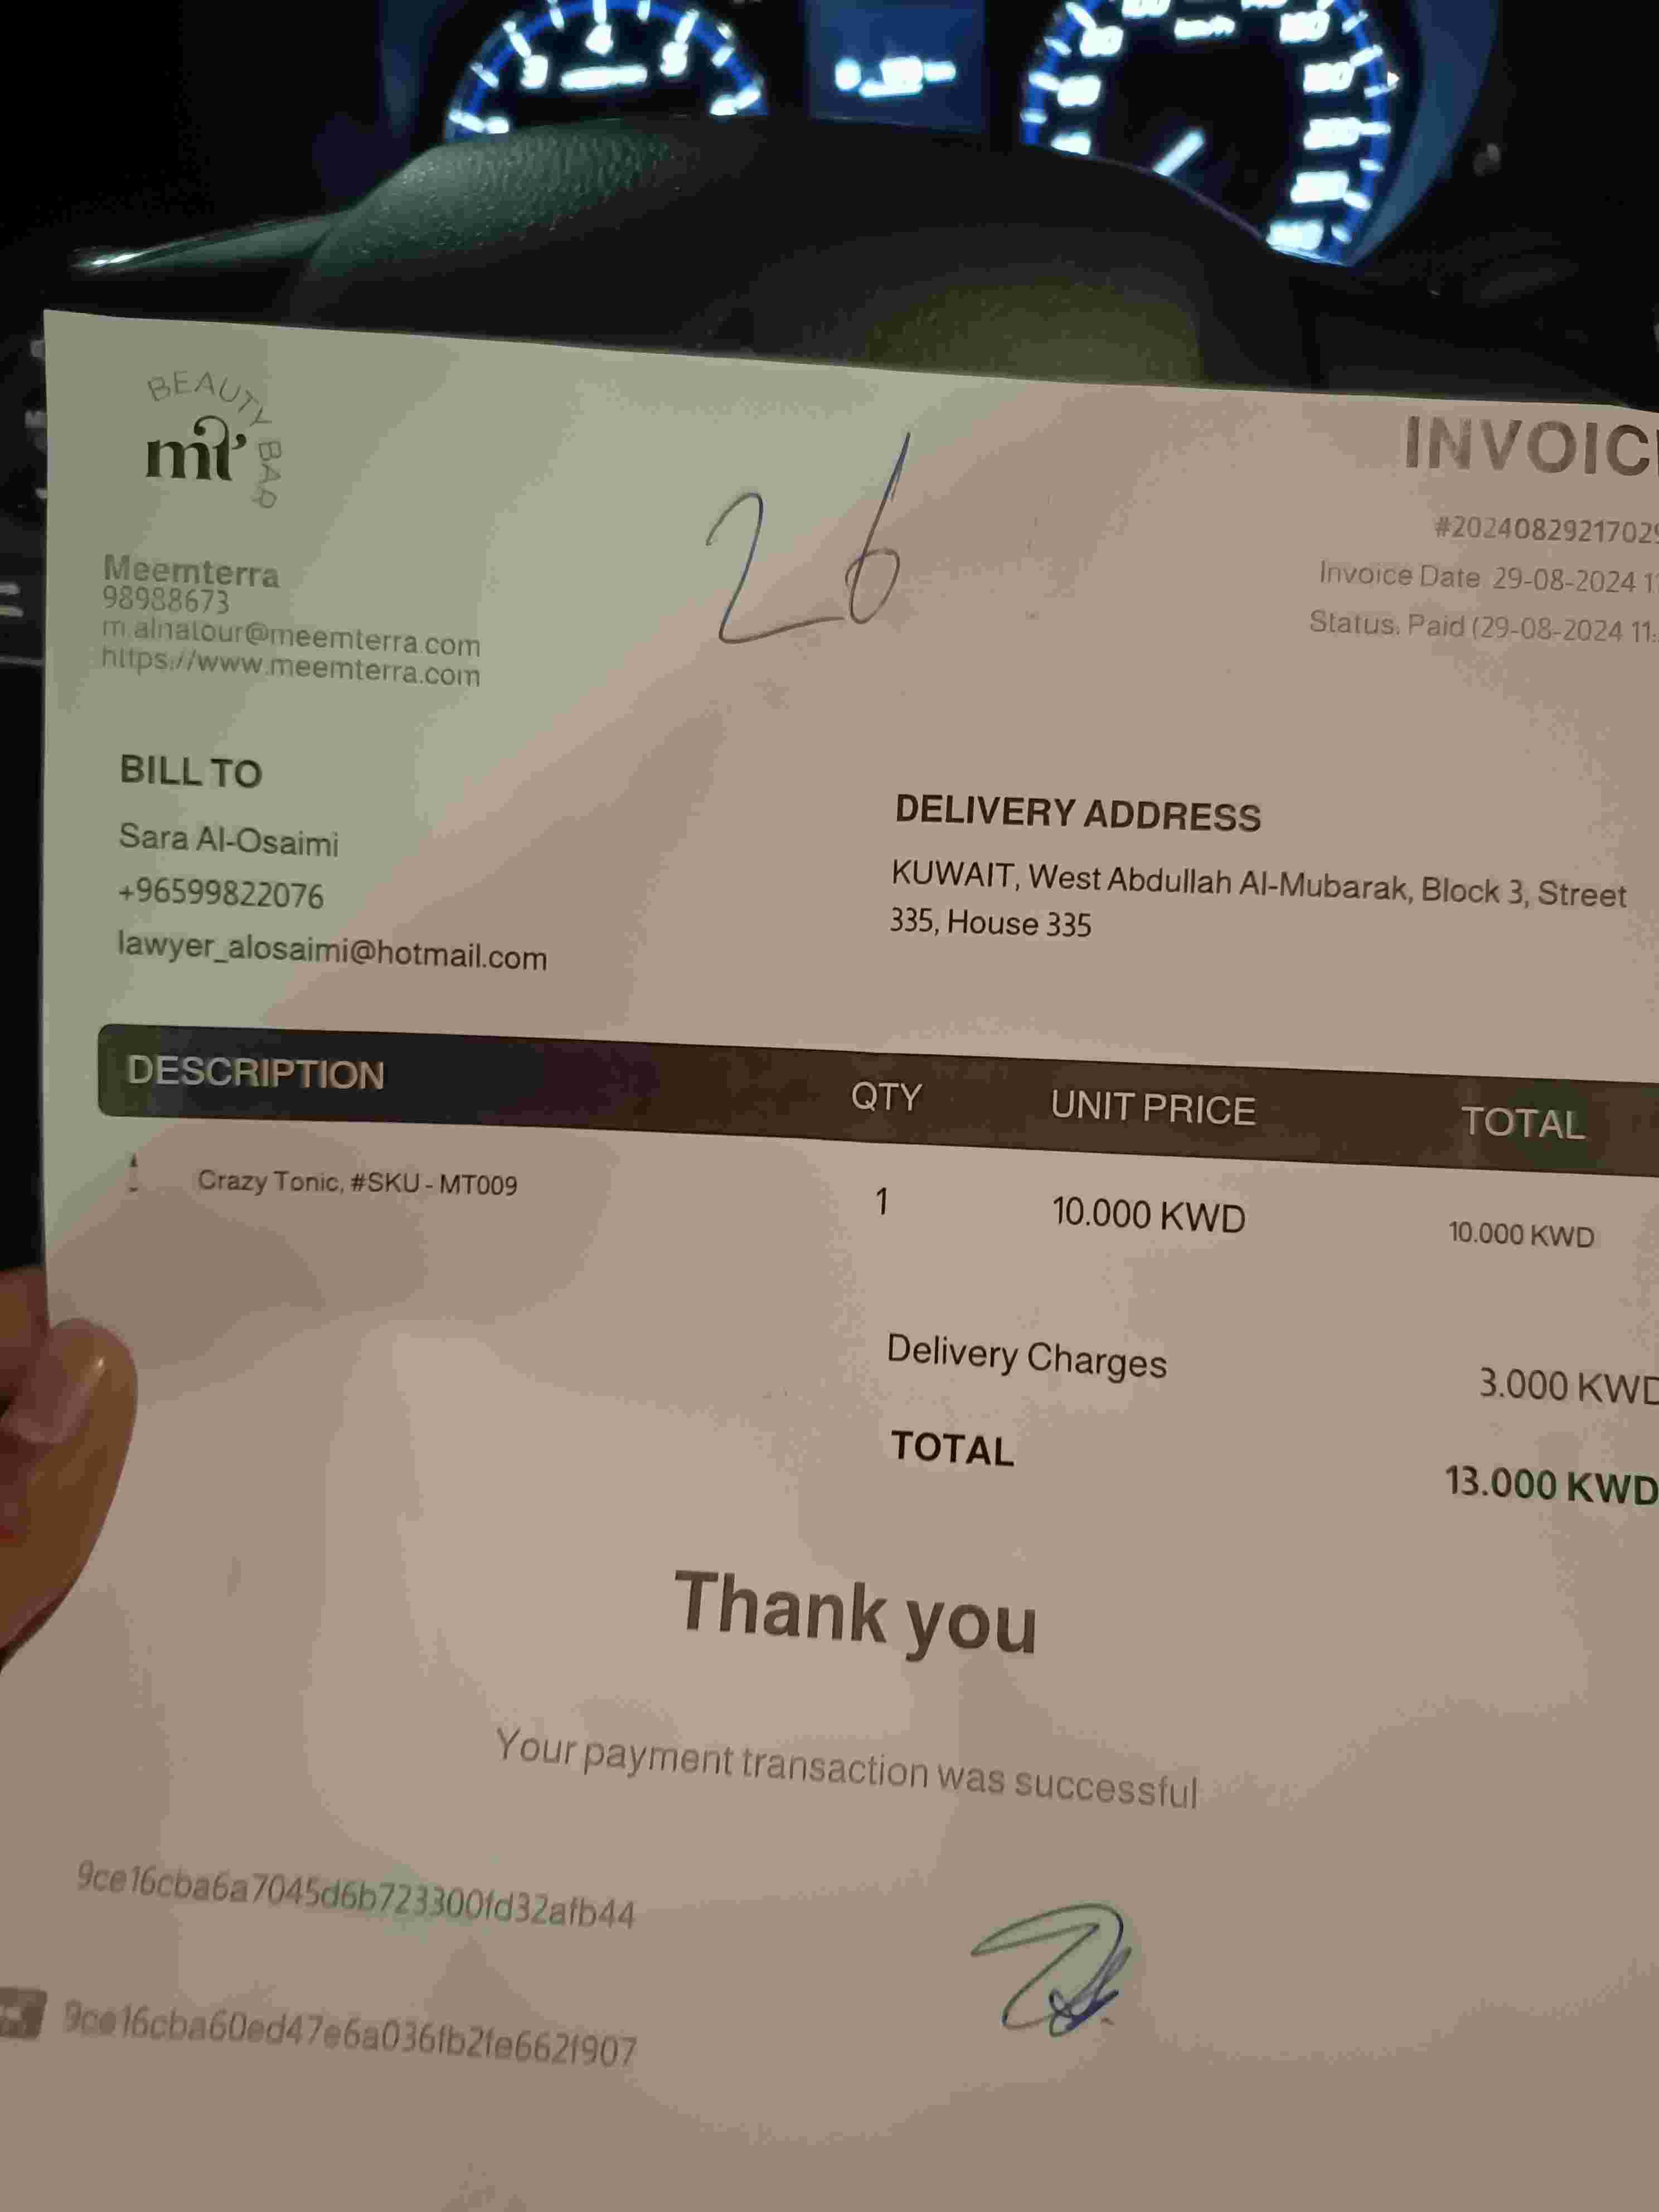 BEAUTY BAR
mt
INVOIC
#2024082921702
Invoice Date. 29-08-2024 1
Status. Paid (29-08-2024 11:
26
Meemterra
98988673
m.alnatour@meemterra.com
https://www.meemterra.com
BILL TO
Sara Al-Osaimi
+96599822076
lawyer_alosaimi@hotmail.com
DELIVERY ADDRESS
KUWAIT, West Abdullah Al-Mubarak, Block 3, Street
335, House 335
DESCRIPTION QTY UNIT PRICE TOTAL
Crazy Tonic, #SKU - MT009 1 10.000 KWD 10.000 KWD
Delivery Charges 3.000 KWD
TOTAL 13.000 KWD
Thank you
Your payment transaction was successful
9ce16cba6a7045d6b723300fd32afb44
9ce16cba60ed47e6a036fb2fe662f907